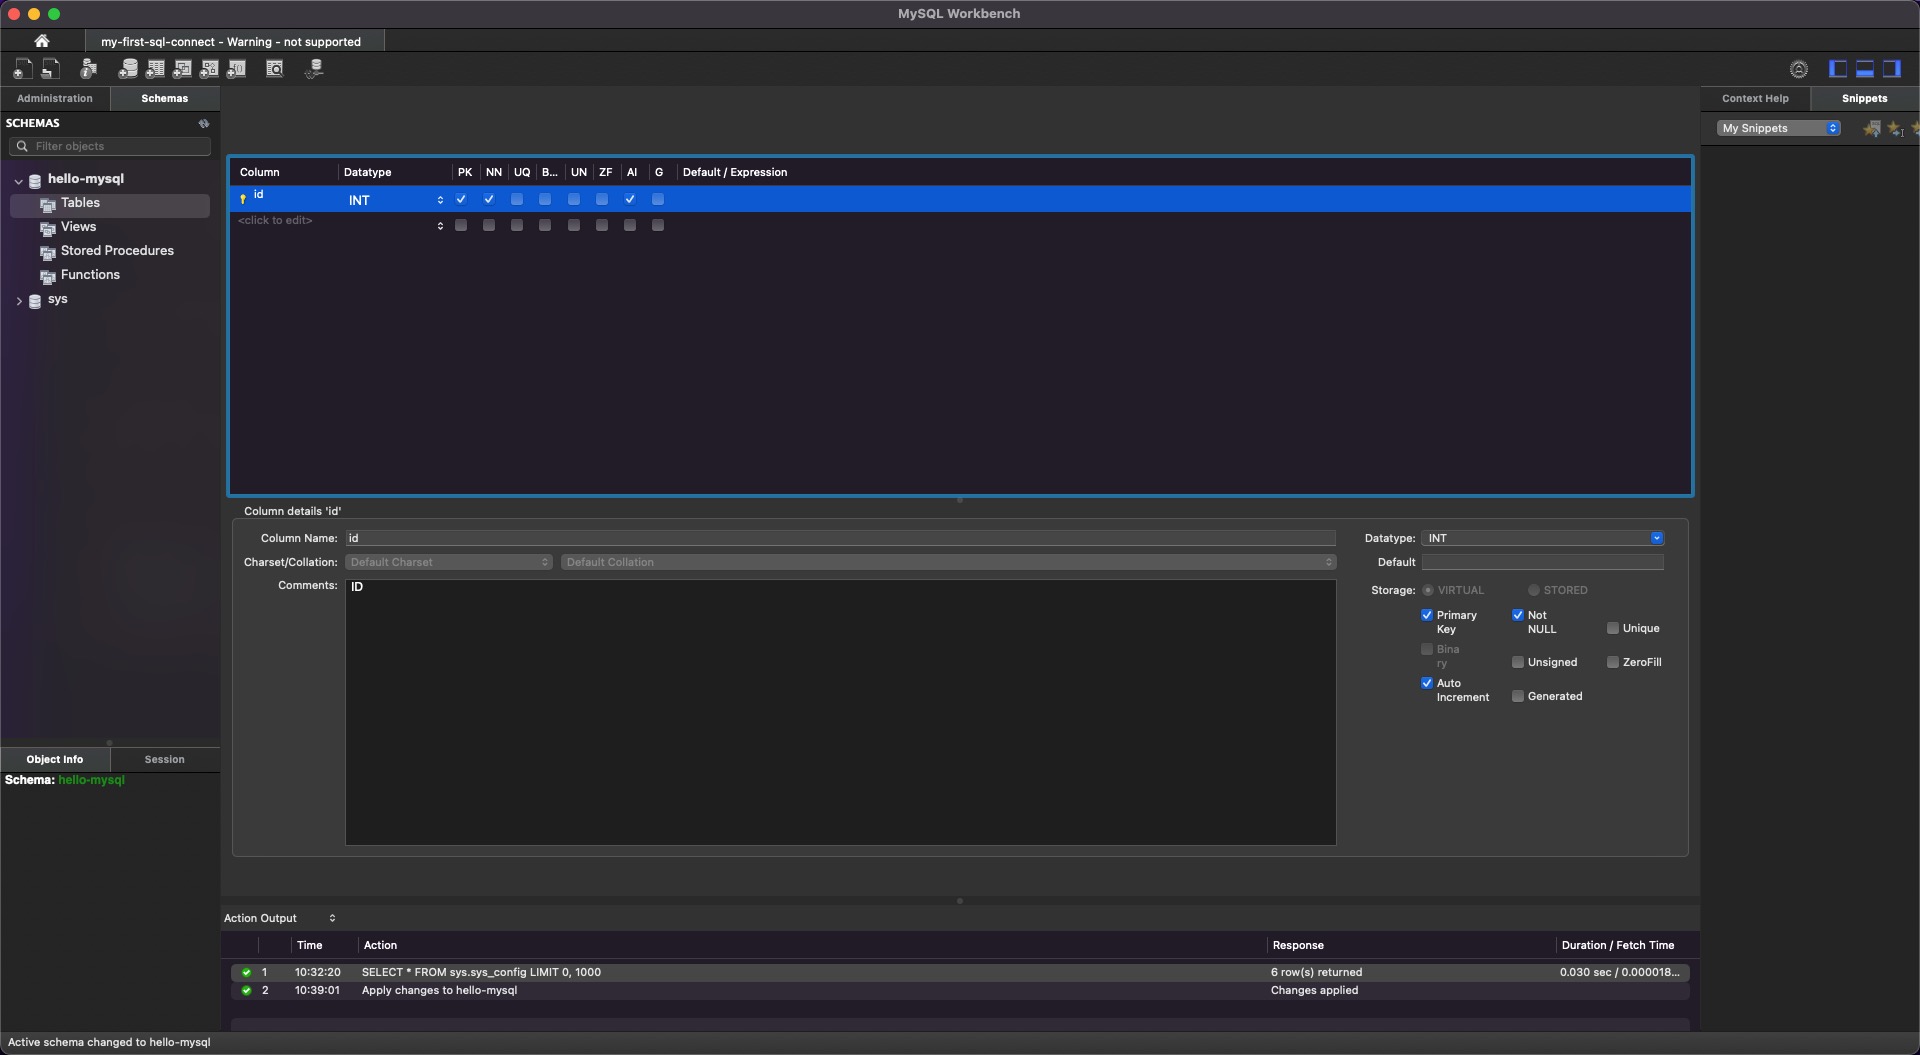 MySQL Workbench
my-first-sql-connect - Warning - not supported
Administration
Schemas
Context Help
Snippets
SCHEMAS
My Snippets
Filter objects
hello-mysql
Tables
Views
Stored Procedures
Functions
sys
Column Datatype PK NN UQ B... UN ZF AI G Default / Expression
id INT
<click to edit>
Column details 'id'
Column Name: id
Datatype: INT
Charset/Collation: Default Charset Default Collation
Default
Comments: ID
Storage: VIRTUAL STORED
Primary Key
Not NULL
Unique
Binary
Unsigned
ZeroFill
Auto Increment
Generated
Object Info
Session
Schema: hello-mysql
Action Output
Time Action Response Duration / Fetch Time
1 10:32:20 SELECT * FROM sys.sys_config LIMIT 0, 1000 6 row(s) returned 0.030 sec / 0.000018...
2 10:39:01 Apply changes to hello-mysql Changes applied
Active schema changed to hello-mysql